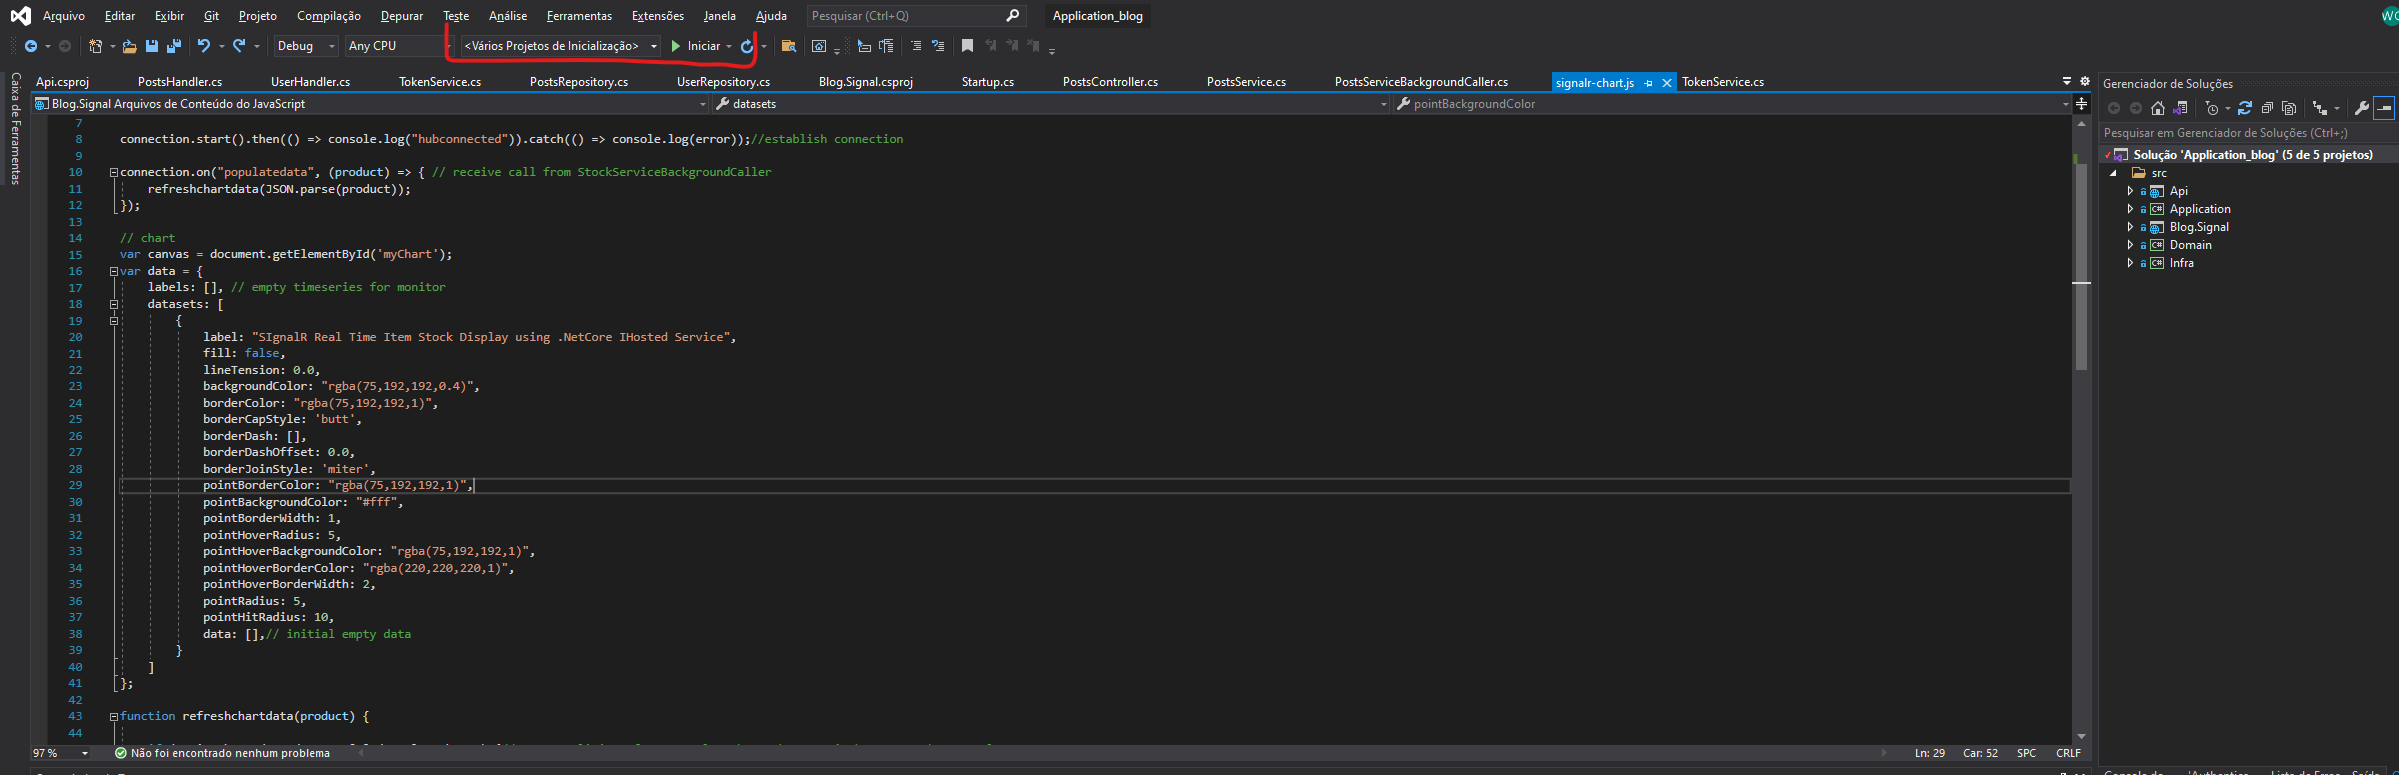 Arquivo Editar Exibir Git Projeto Compilação Depurar Teste Análise Ferramentas Extensões Janela Ajuda Pesquisar (Ctrl+Q) Application_blog
Debug Any CPU <Vários Projetos de Inicialização> Iniciar
Caixa de Ferramentas
Api.csproj PostsHandler.cs UserHandler.cs TokenService.cs PostsRepository.cs UserRepository.cs Blog.Signal.csproj Startup.cs PostsController.cs PostsService.cs PostsServiceBackgroundCaller.cs signalr-chart.js TokenService.cs
Blog.Signal Arquivos de Conteúdo do JavaScript datasets pointBackgroundColor
7
8 connection.start().then(() => console.log("hubconnected")).catch(() => console.log(error));//establish connection
9
10 connection.on("populatedata", (product) => { // receive call from StockServiceBackgroundCaller
11 refreshchartdata(JSON.parse(product));
12 });
13
14 // chart
15 var canvas = document.getElementById('myChart');
16 var data = {
17 labels: [], // empty timeseries for monitor
18 datasets: [
19 {
20 label: "SIgnalR Real Time Item Stock Display using .NetCore IHosted Service",
21 fill: false,
22 lineTension: 0.0,
23 backgroundColor: "rgba(75,192,192,0.4)",
24 borderColor: "rgba(75,192,192,1)",
25 borderCapStyle: 'butt',
26 borderDash: [],
27 borderDashOffset: 0.0,
28 borderJoinStyle: 'miter',
29 pointBorderColor: "rgba(75,192,192,1)",
30 pointBackgroundColor: "#fff",
31 pointBorderWidth: 1,
32 pointHoverRadius: 5,
33 pointHoverBackgroundColor: "rgba(75,192,192,1)",
34 pointHoverBorderColor: "rgba(220,220,220,1)",
35 pointHoverBorderWidth: 2,
36 pointRadius: 5,
37 pointHitRadius: 10,
38 data: [],// initial empty data
39 }
40 ]
41 };
42
43 function refreshchartdata(product) {
44
97 % Não foi encontrado nenhum problema Ln: 29 Car: 52 SPC CRLF
Gerenciador de Soluções
Pesquisar em Gerenciador de Soluções (Ctrl+;)
Solução 'Application_blog' (5 de 5 projetos)
src
Api
Application
Blog.Signal
Domain
Infra